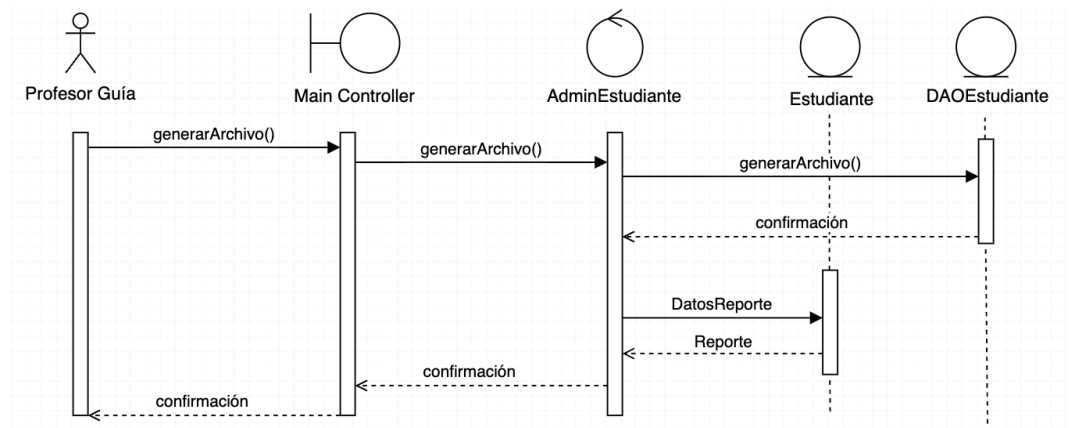 Profesor Guía
Main Controller
AdminEstudiante
Estudiante
DAOEstudiante
generarArchivo()
generarArchivo()
generarArchivo()
confirmación
DatosReporte
Reporte
confirmación
confirmación